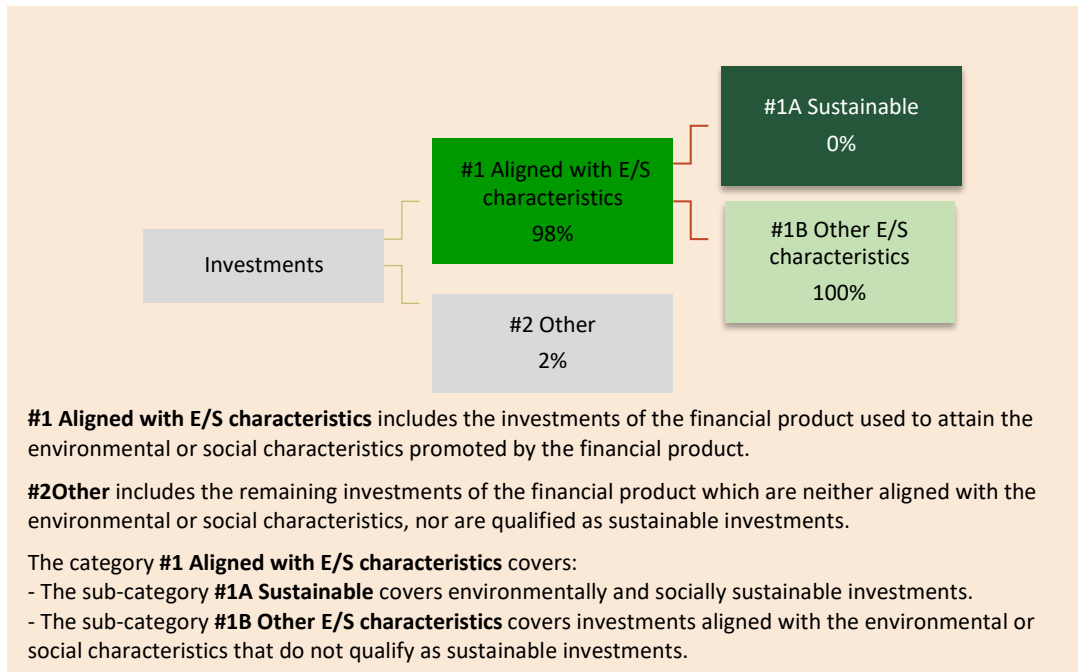 #1A Sustainable
0%
#1 Aligned with E/S
characteristics
98%
#1B Other E/S
characteristics
100%
Investments
#2 Other
2%
#1 Aligned with E/S characteristics includes the investments of the financial product used to attain the
environmental or social characteristics promoted by the financial product.
#2Other includes the remaining investments of the financial product which are neither aligned with the
environmental or social characteristics, nor are qualified as sustainable investments.
The category #1 Aligned with E/S characteristics covers:
- The sub-category #1A Sustainable covers environmentally and socially sustainable investments.
- The sub-category #1B Other E/S characteristics covers investments aligned with the environmental or
social characteristics that do not qualify as sustainable investments.